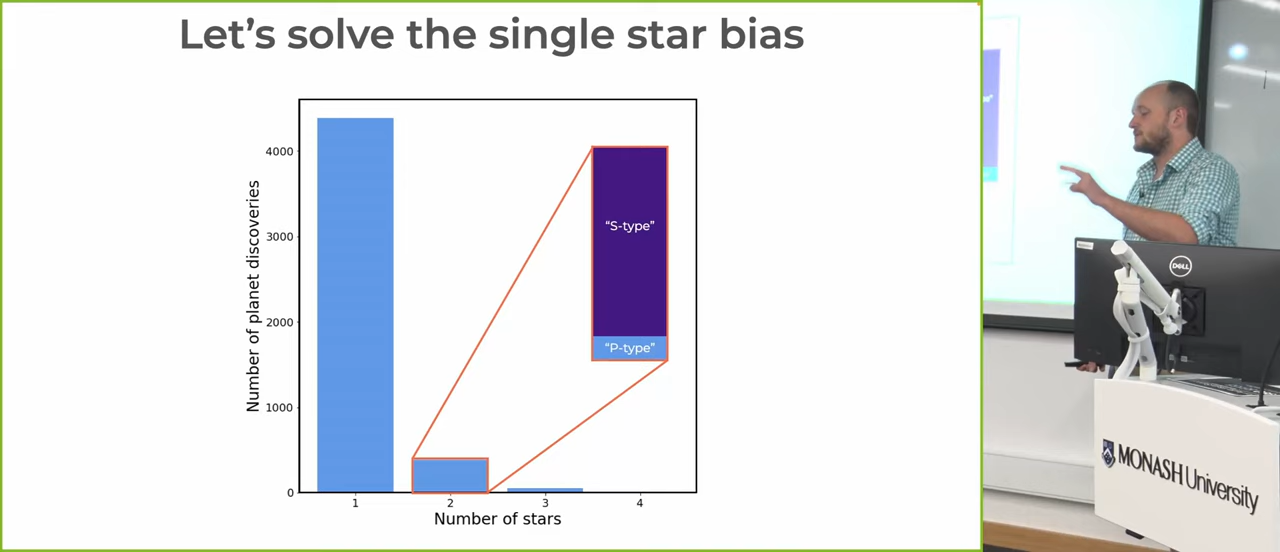 Let's solve the single star bias
Number of planet discoveries
4000
3000
2000
1000
0
"S-type"
"P-type"
1
2
3
4
Number of stars
DELL
MONASH University